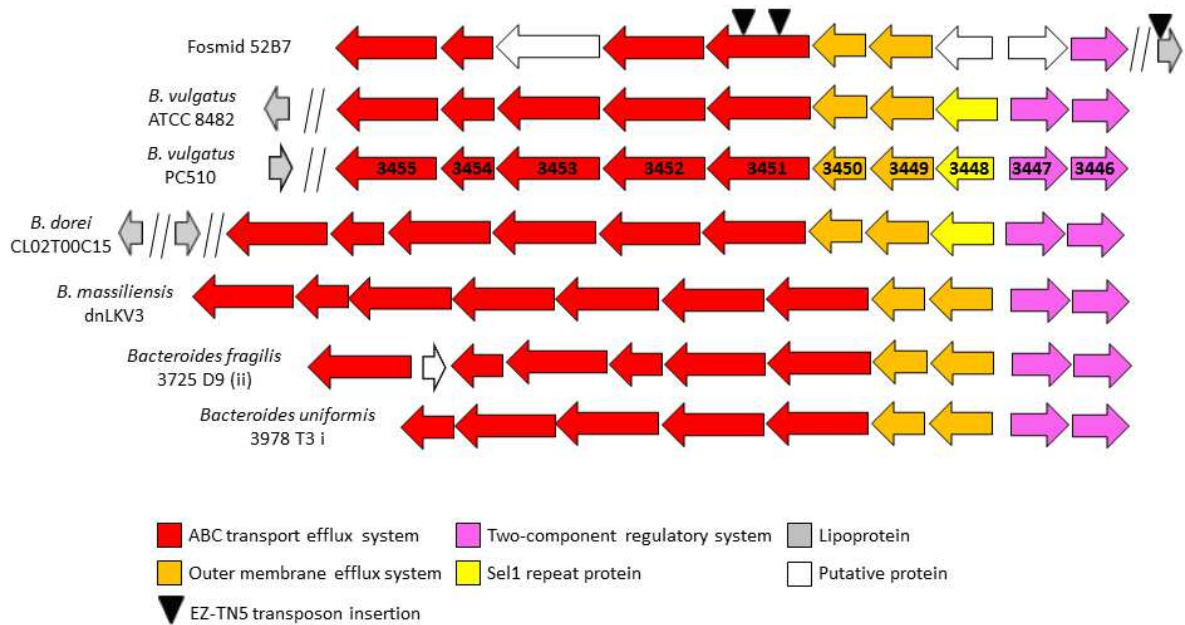 Fosmid 52B7
B. vulgatus
ATCC 8482
B. vulgatus
PC510
3455 3454 3453 3452 3451 3450 3449 3448 3447 3446
B. dorei
CL02T00C15
B. massiliensis
dnLKV3
Bacteroides fragilis
3725 D9 (ii)
Bacteroides uniformis
3978 T3 i
ABC transport efflux system
Two-component regulatory system
Lipoprotein
Outer membrane efflux system
Sel1 repeat protein
Putative protein
EZ-TN5 transposon insertion